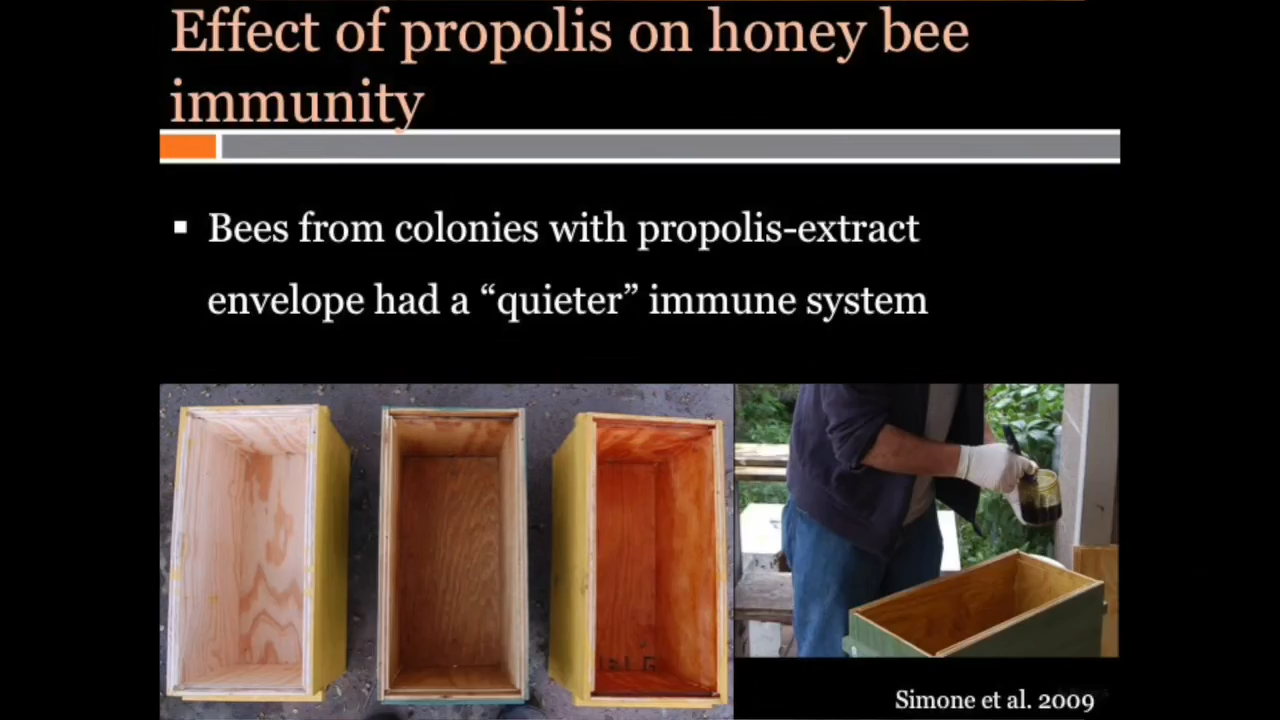 Effect of propolis on honey bee
immunity
▪ Bees from colonies with propolis-extract
envelope had a “quieter” immune system
Simone et al. 2009